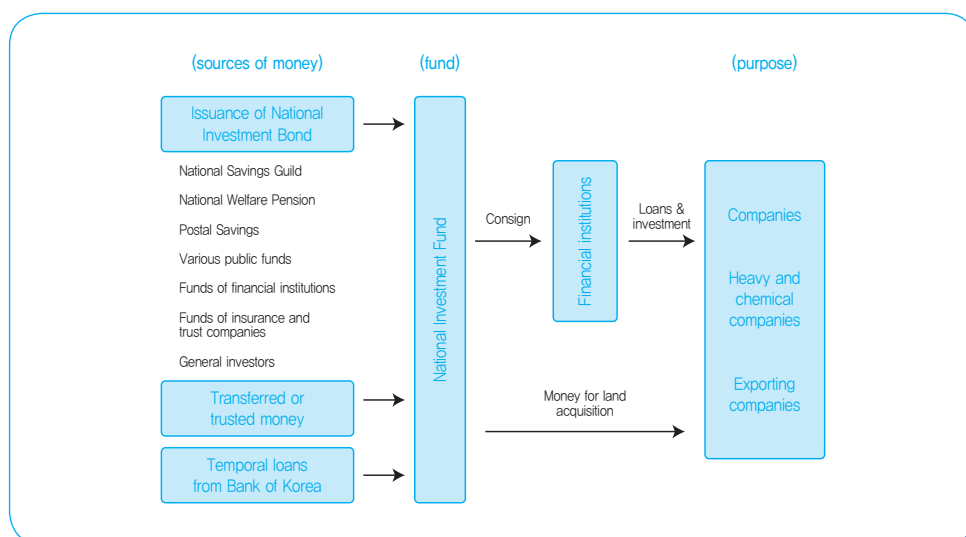 (sources of money)
(fund)
(purpose)
Issuance of National
Investment Bond
National Savings Guild
National Welfare Pension
Postal Savings
Various public funds
Funds of financial institutions
Funds of insurance and
trust companies
General investors
Transferred or
trusted money
Temporal loans
from Bank of Korea
National Investment Fund
Consign
Financial institutions
Loans &
investment
Money for land
acquisition
Companies
Heavy and
chemical
companies
Exporting
companies